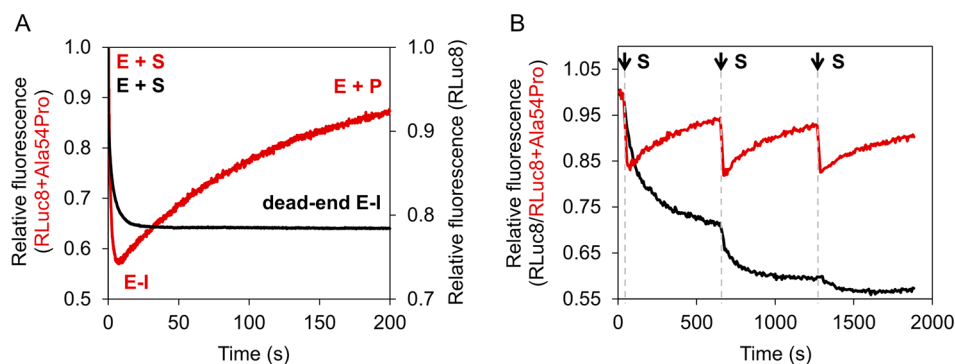 A
Relative fluorescence
(RLuc8+Ala54Pro)
1.0
0.9
0.8
0.7
0.6
0.5
E + S
E + S
E + P
dead-end E-I
E-I
0
50
100
150
200
Time (s)
1.0
0.9
0.8
0.7
Relative fluorescence (RLuc8)
B
Relative fluorescence
(RLuc8/RLuc8+Ala54Pro)
S
S
S
1.05
0.95
0.85
0.75
0.65
0.55
0
500
1000
1500
2000
Time (s)